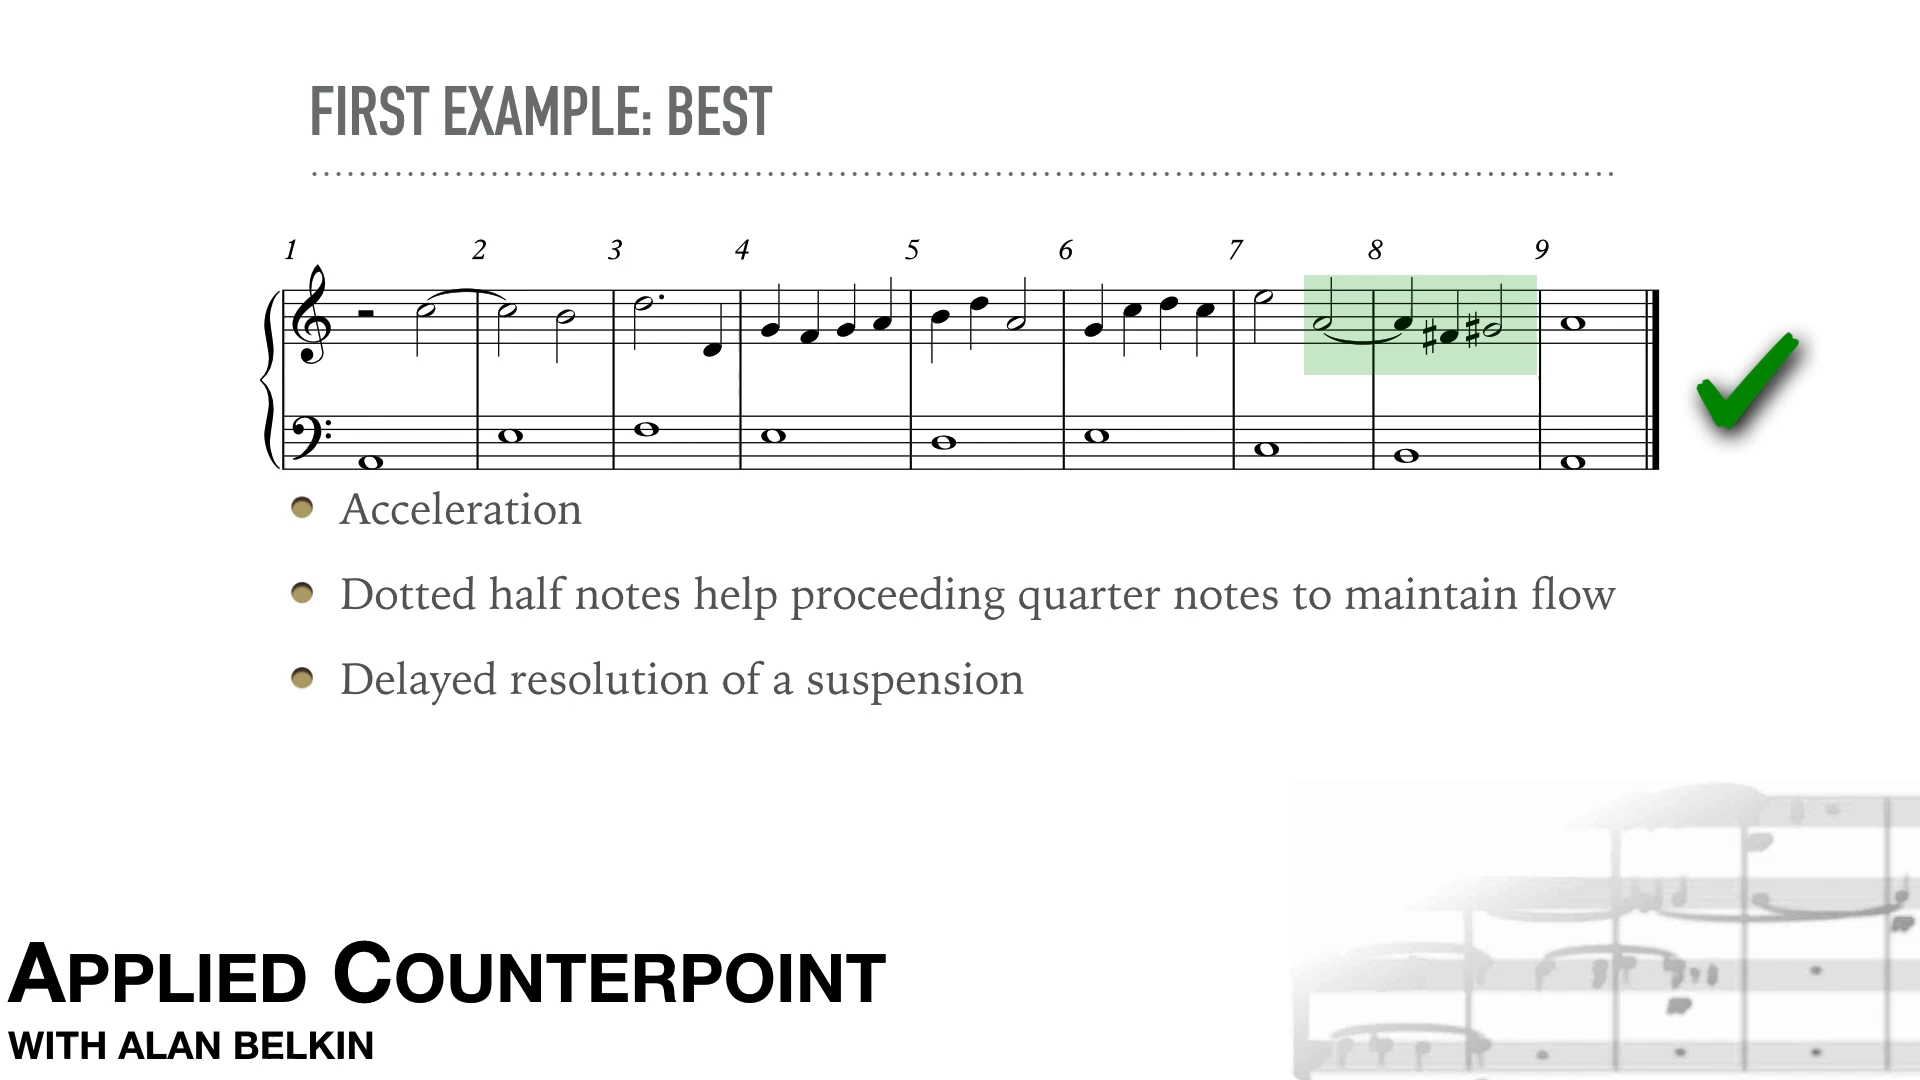 FIRST EXAMPLE: BEST
1 2 3 4 5 6 7 8 9
Acceleration
Dotted half notes help proceeding quarter notes to maintain flow
Delayed resolution of a suspension
APPLIED COUNTERPOINT
WITH ALAN BELKIN